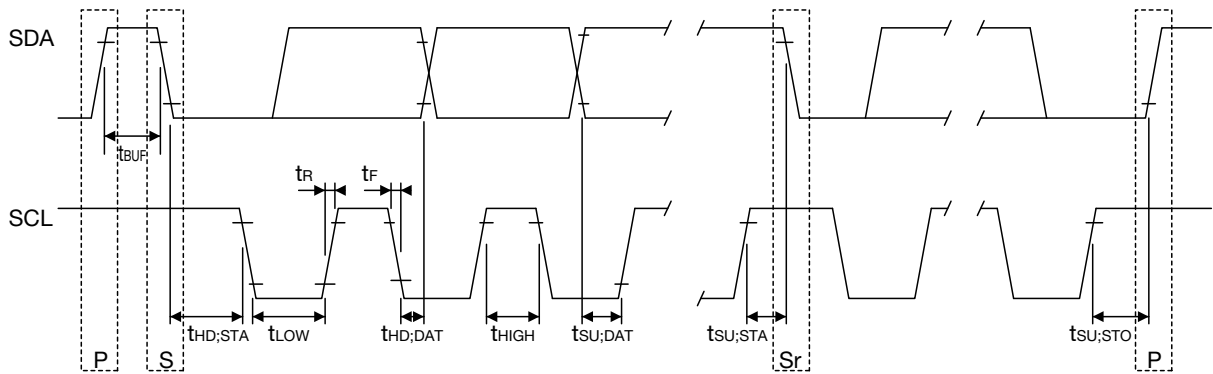 SDA
tBUF
tR
tF
SCL
tHD;STA
tLOW
tHD;DAT
tHIGH
tSU;DAT
tSU;STA
tSU;STO
P
S
Sr
P